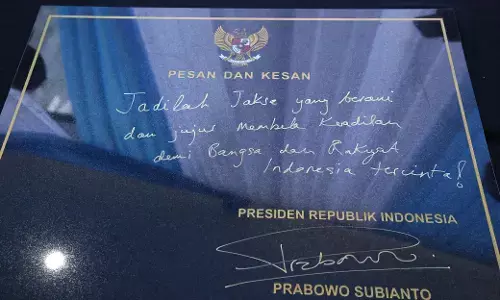 PESAN DAN KESAN
Jadilah Jaksa yang berani
dan jujur Membela Keadilan
demi Bangsa dan Rakyat
Indonesia tercinta!
PRESIDEN REPUBLIK INDONESIA
Prabowo
PRABOWO SUBIANTO